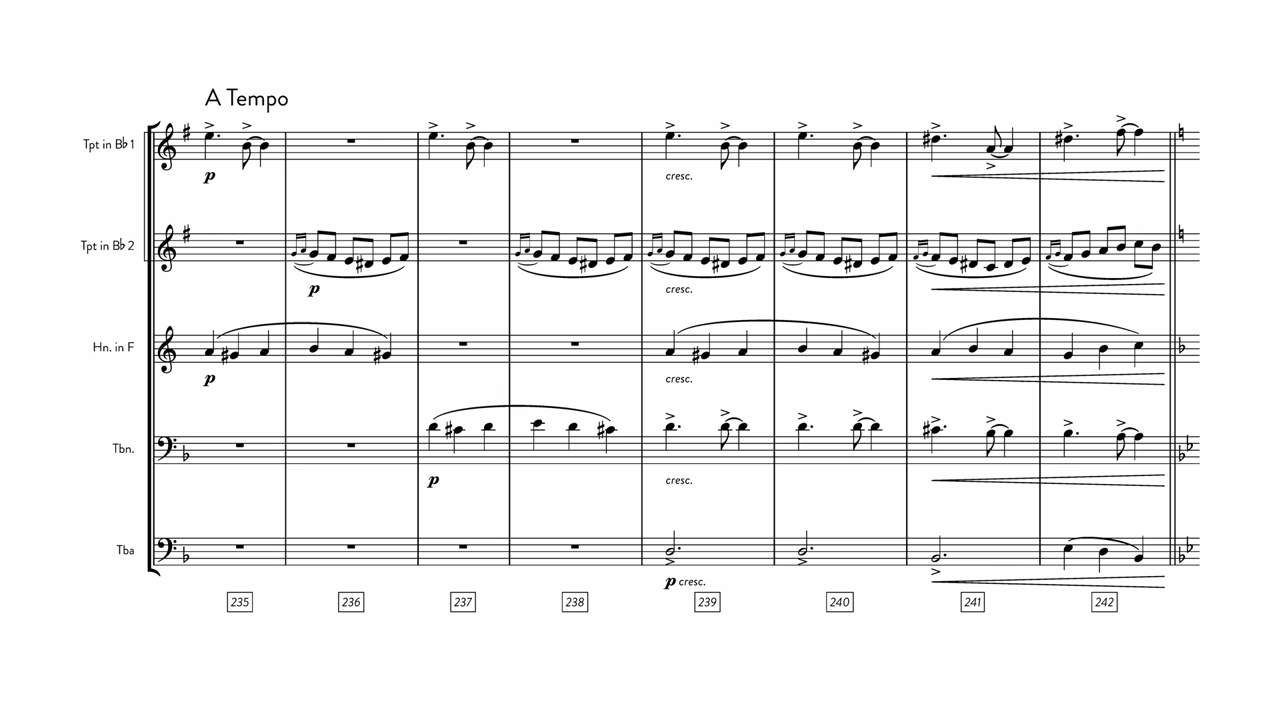 A Tempo
Tpt in B♭ 1
p
cresc.
Tpt in B♭ 2
p
cresc.
Hn. in F
p
cresc.
Tbn.
p
cresc.
Tba
p cresc.
235 236 237 238 239 240 241 242